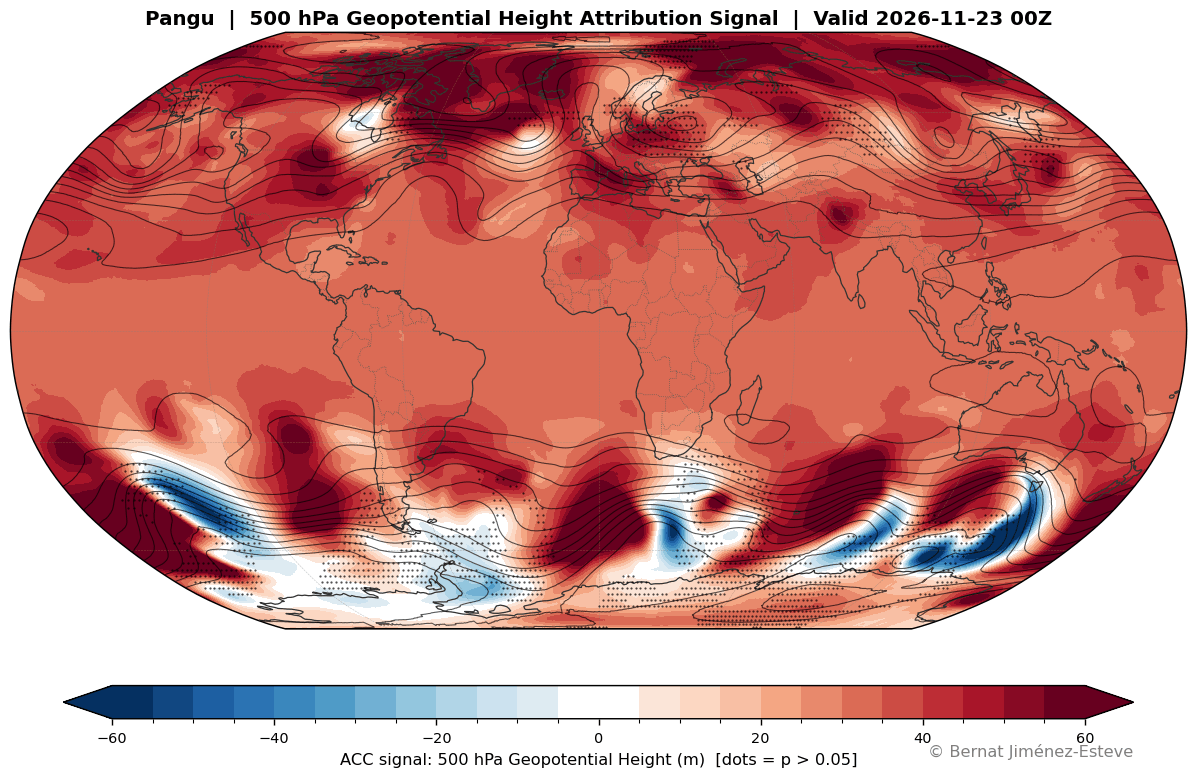 Pangu | 500 hPa Geopotential Height Attribution Signal | Valid 2026-11-23 00Z
−60 −40 −20 0 20 40 60
© Bernat Jiménez-Esteve
ACC signal: 500 hPa Geopotential Height (m) [dots = p > 0.05]